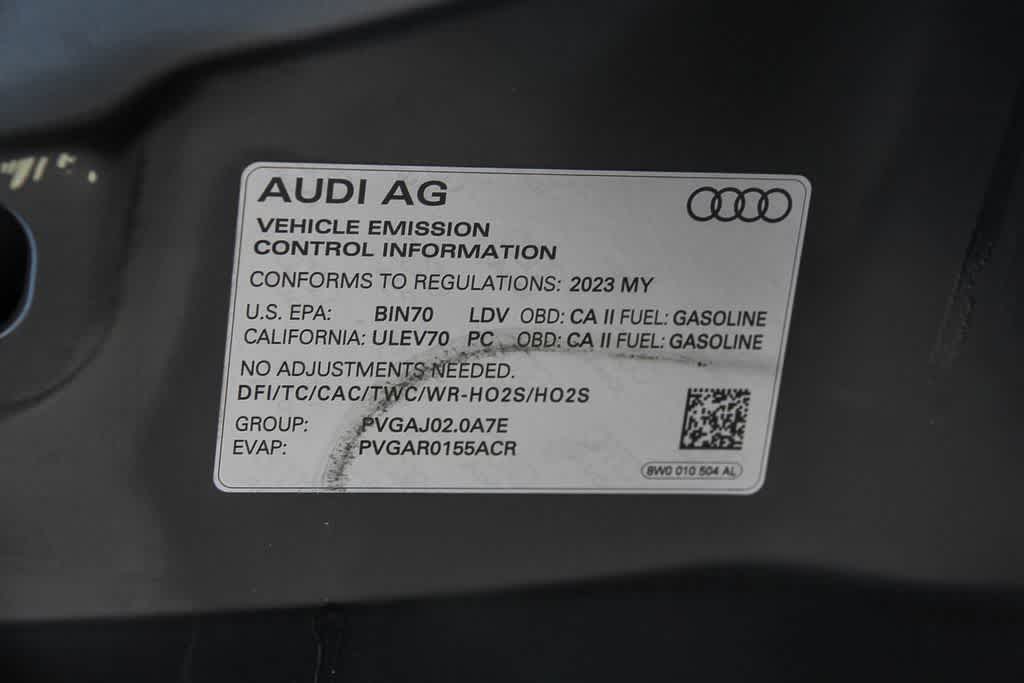 AUDI AG
VEHICLE EMISSION
CONTROL INFORMATION
CONFORMS TO REGULATIONS: 2023 MY
U.S. EPA: BIN70 LDV OBD: CA II FUEL: GASOLINE
CALIFORNIA: ULEV70 PC OBD: CA II FUEL: GASOLINE
NO ADJUSTMENTS NEEDED.
DFI/TC/CAC/TWC/WR-HO2S/HO2S
GROUP: PVGAJ02.0A7E
EVAP: PVGAR0155ACR
8W0 010 504 AL